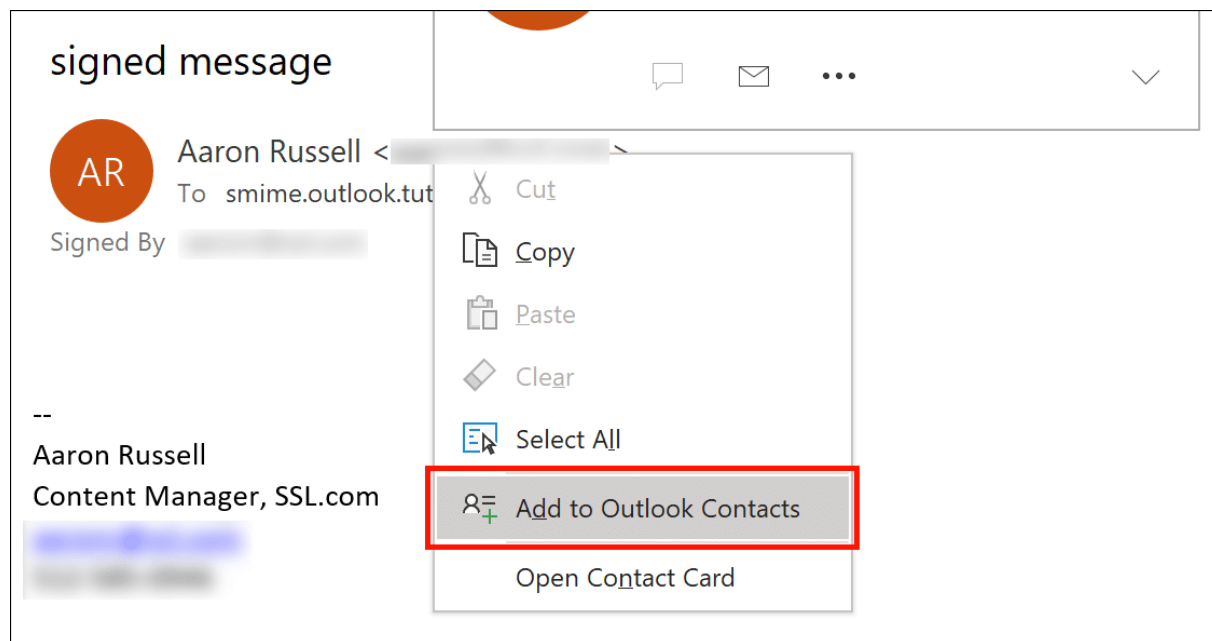 signed message
AR
Aaron Russell <
>
To smime.outlook.tut
Signed By
Cut
Copy
Paste
Clear
Select All
Add to Outlook Contacts
Open Contact Card
--
Aaron Russell
Content Manager, SSL.com